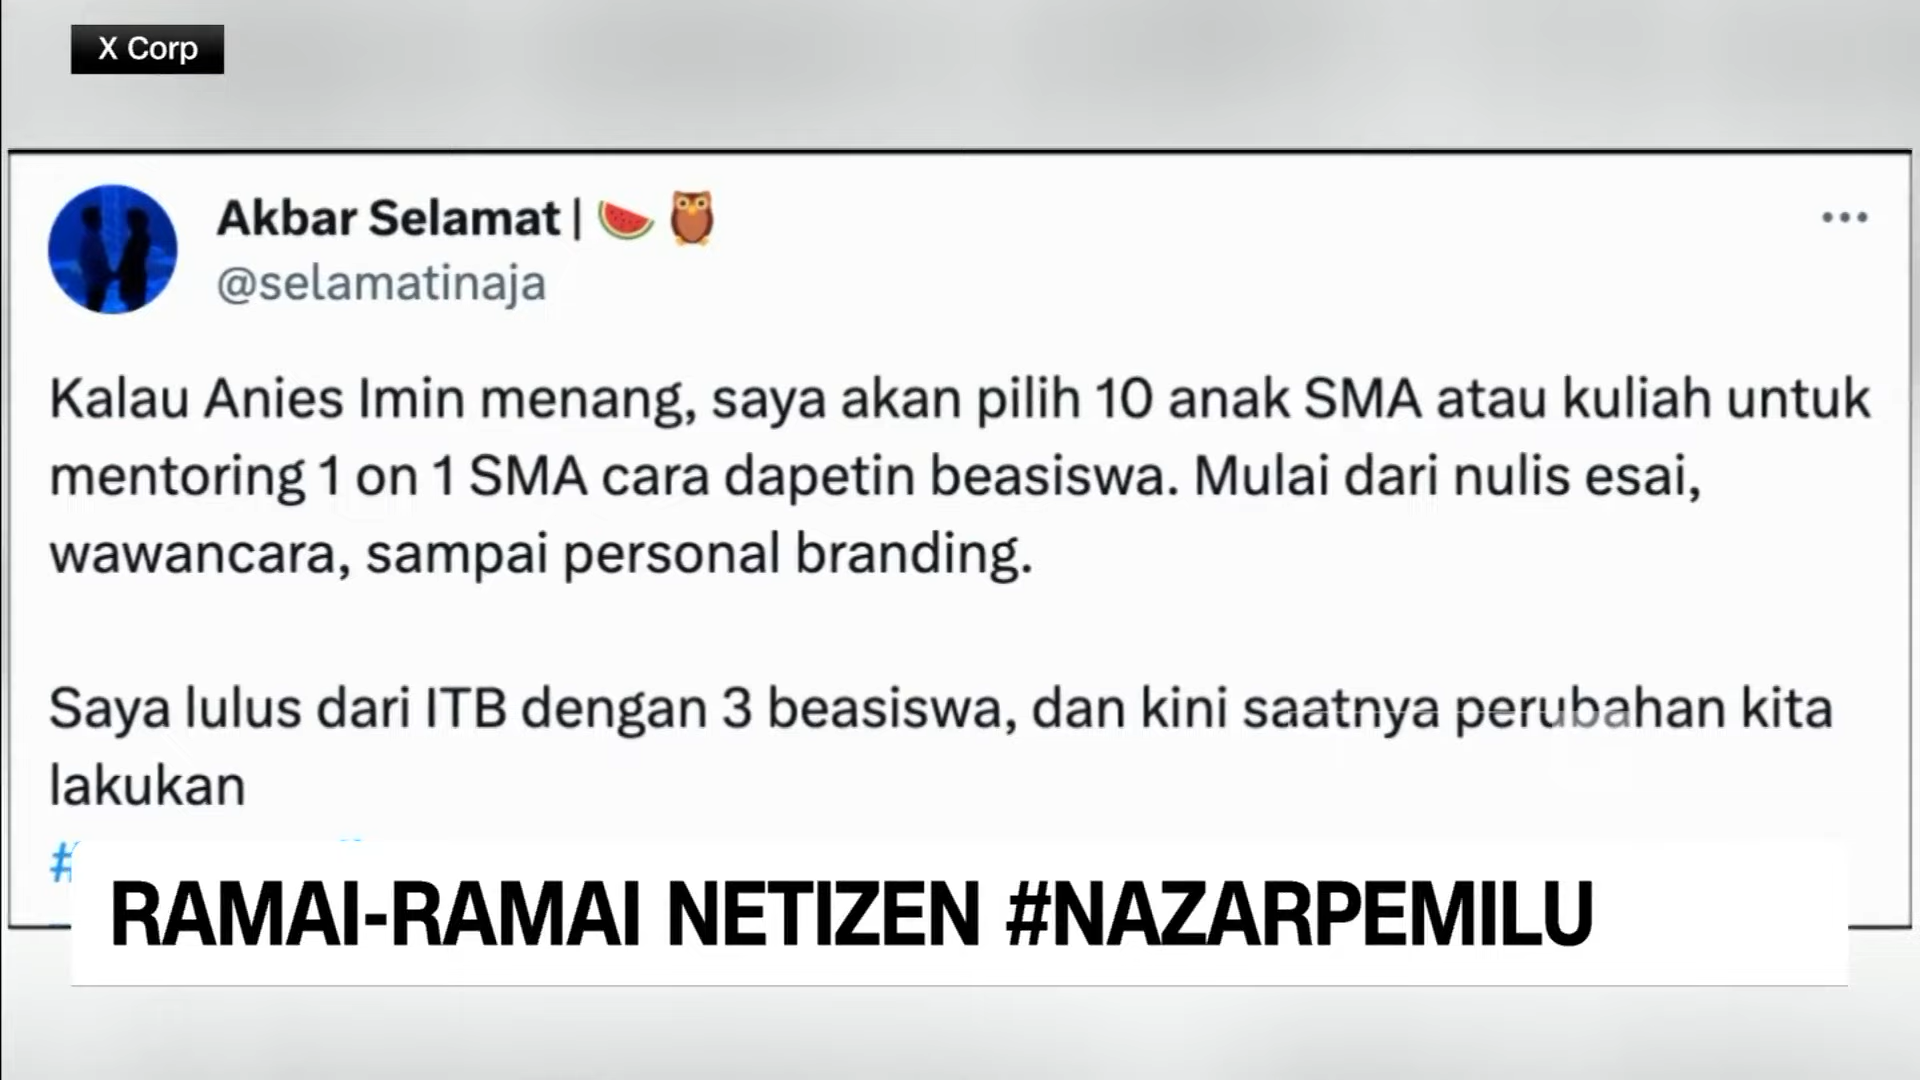 X Corp
Akbar Selamat | 🍉 🦉
@selamatinaja
Kalau Anies Imin menang, saya akan pilih 10 anak SMA atau kuliah untuk
mentoring 1 on 1 SMA cara dapetin beasiswa. Mulai dari nulis esai,
wawancara, sampai personal branding.
Saya lulus dari ITB dengan 3 beasiswa, dan kini saatnya perubahan kita
lakukan
#
RAMAI-RAMAI NETIZEN #NAZARPEMILU